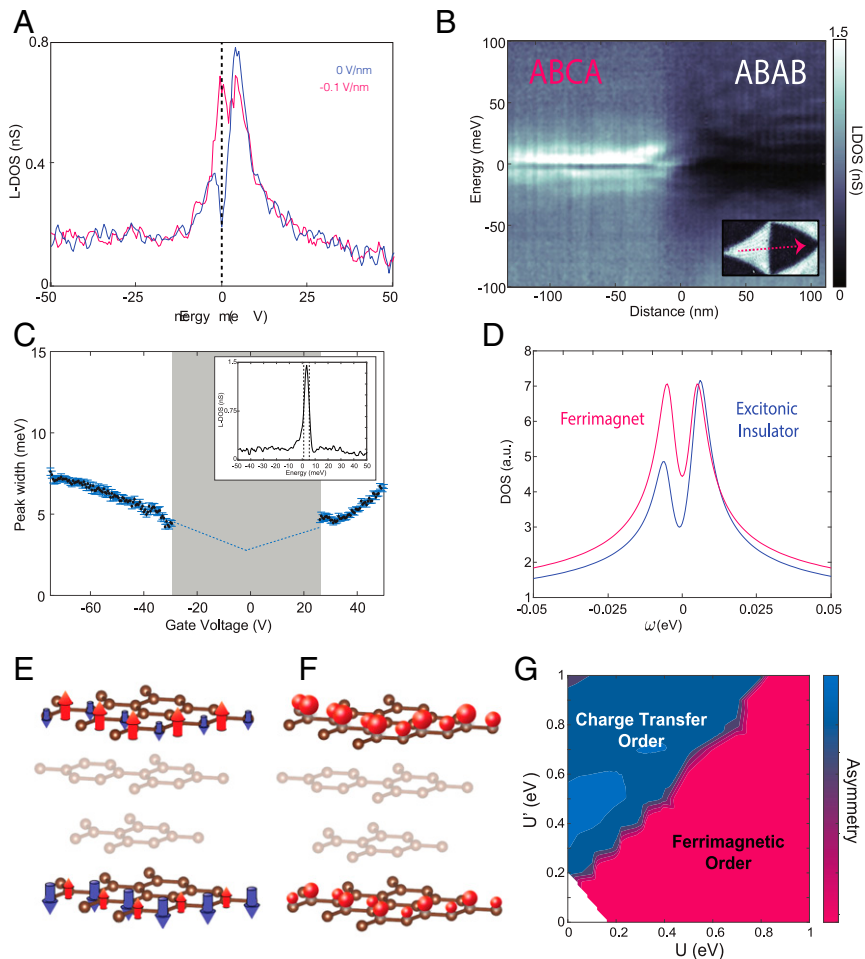 A
0.8
0.4
0
L-DOS (nS)
0 V/nm
-0.1 V/nm
-50
-25
0
25
50
B
100
50
0
-50
-100
Energy (meV)
ABCA
ABAB
-100
-50
0
50
100
Distance (nm)
1.5
0
LDOS (nS)
C
15
10
5
0
Peak width (meV)
-60
-40
-20
0
20
40
Gate Voltage (V)
1.5
0.75
0
L-DOS (nS)
-50 -40 -30 -20 -10 0 10 20 30 40 50
Energy (meV)
D
8
7
6
5
4
3
2
1
DOS (a.u.)
Ferrimagnet
Excitonic
Insulator
-0.05
-0.025
0
0.025
0.05
ω(eV)
E
F
G
1
0.8
0.6
0.4
0.2
0
U' (eV)
Charge Transfer
Order
Ferrimagnetic
Order
0
0.2
0.4
0.6
0.8
1
U (eV)
Asymmetry